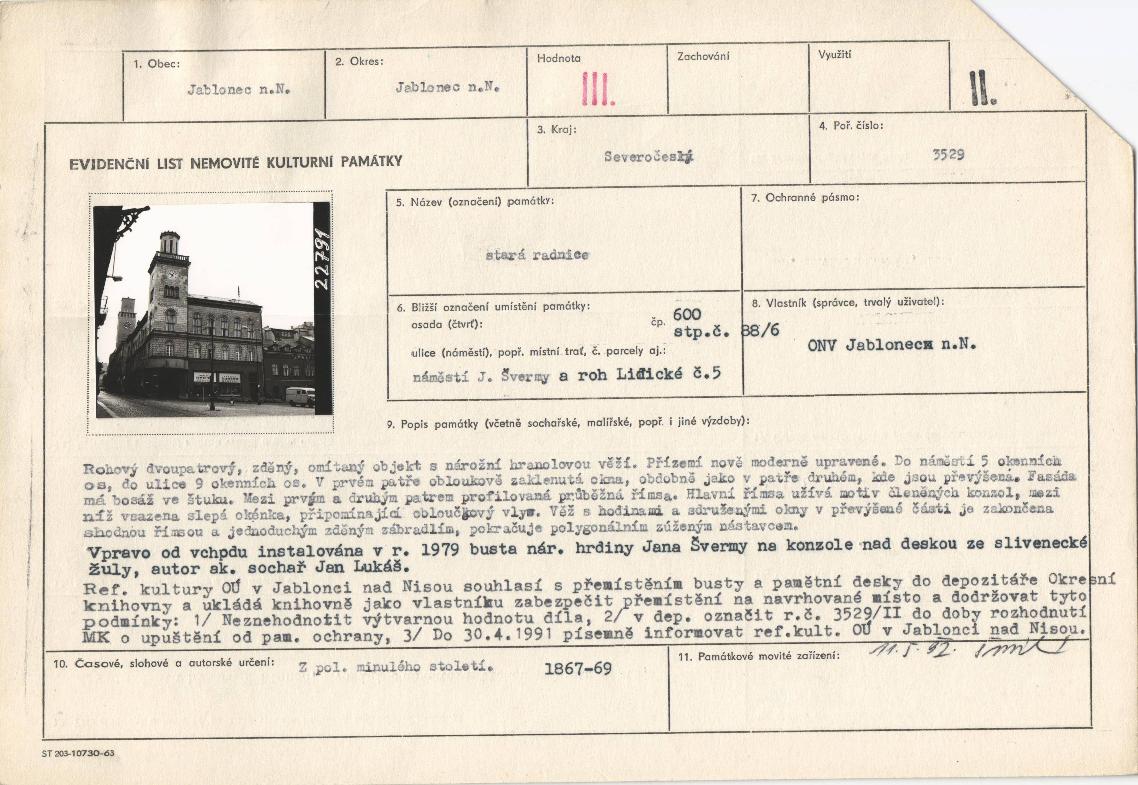 1. Obec:
Jablonec n.N.
2. Okres:
Jablonec n.N.
Hodnota
III.
Zachování
Využití
II.
EVIDENČNÍ LIST NEMOVITÉ KULTURNÍ PAMÁTKY
3. Kraj:
Severočeský
4. Poř. číslo:
3529
22791
5. Název (označení) památky:
stará radnice
7. Ochranné pásmo:
6. Bližší označení umístění památky:
osada (čtvrť):
čp. 600
stp.č. 88/6
ulice (náměstí), popř. místní trať, č. parcely aj.:
náměstí J. Švermy a roh Lidické č.5
8. Vlastník (správce, trvalý uživatel):
ONV Jablonec n.N.
9. Popis památky (včetně sochařské, malířské, popř. i jiné výzdoby):
Rohový dvoupatrový, zděný, omítaný objekt s nárožní hranolovou věží. Přízemí nově moderně upravené. Do náměstí 5 okenních
os, do ulice 9 okenních os. V prvém patře obloukově zaklenutá okna, obdobně jako v patře druhém, kde jsou převýšena. Fasáda
má bosáž ve štuku. Mezi prvým a druhým patrem profilovaná průběžná římsa. Hlavní římsa užívá motiv členěných konzol, mezi
níž vsazena slepá okénka, připomínající obloučkový vlys. Věž s hodinami a sdruženými okny v převýšené části je zakončena
shodnou římsou a jednoduchým zděným zábradlím, pokračuje polygonálním zúženým nástavcem.
Vpravo od vchpdu instalována v r. 1979 busta nár. hrdiny Jana Švermy na konzole nad deskou ze slivenecké
žuly, autor ak. sochař Jan Lukáš.
Ref. kultury OÚ v Jablonci nad Nisou souhlasí s přemístěním busty a pamětní desky do depozitáře Okresní
knihovny a ukládá knihovně jako vlastníku zabezpečit přemístění na navrhované místo a dodržovat tyto
podmínky: 1/ Neznehodnotit výtvarnou hodnotu díla, 2/ v dep. označit r.č. 3529/II do doby rozhodnutí
MK o upuštění od pam. ochrany, 3/ Do 30.4.1991 písemně informovat ref.kult. OÚ v Jablonci nad Nisou.
10. Časové, slohové a autorské určení:
Z pol. minulého století.
1867-69
11. Památkové movité zařízení:
11.5.92.
ST 203-10730-63